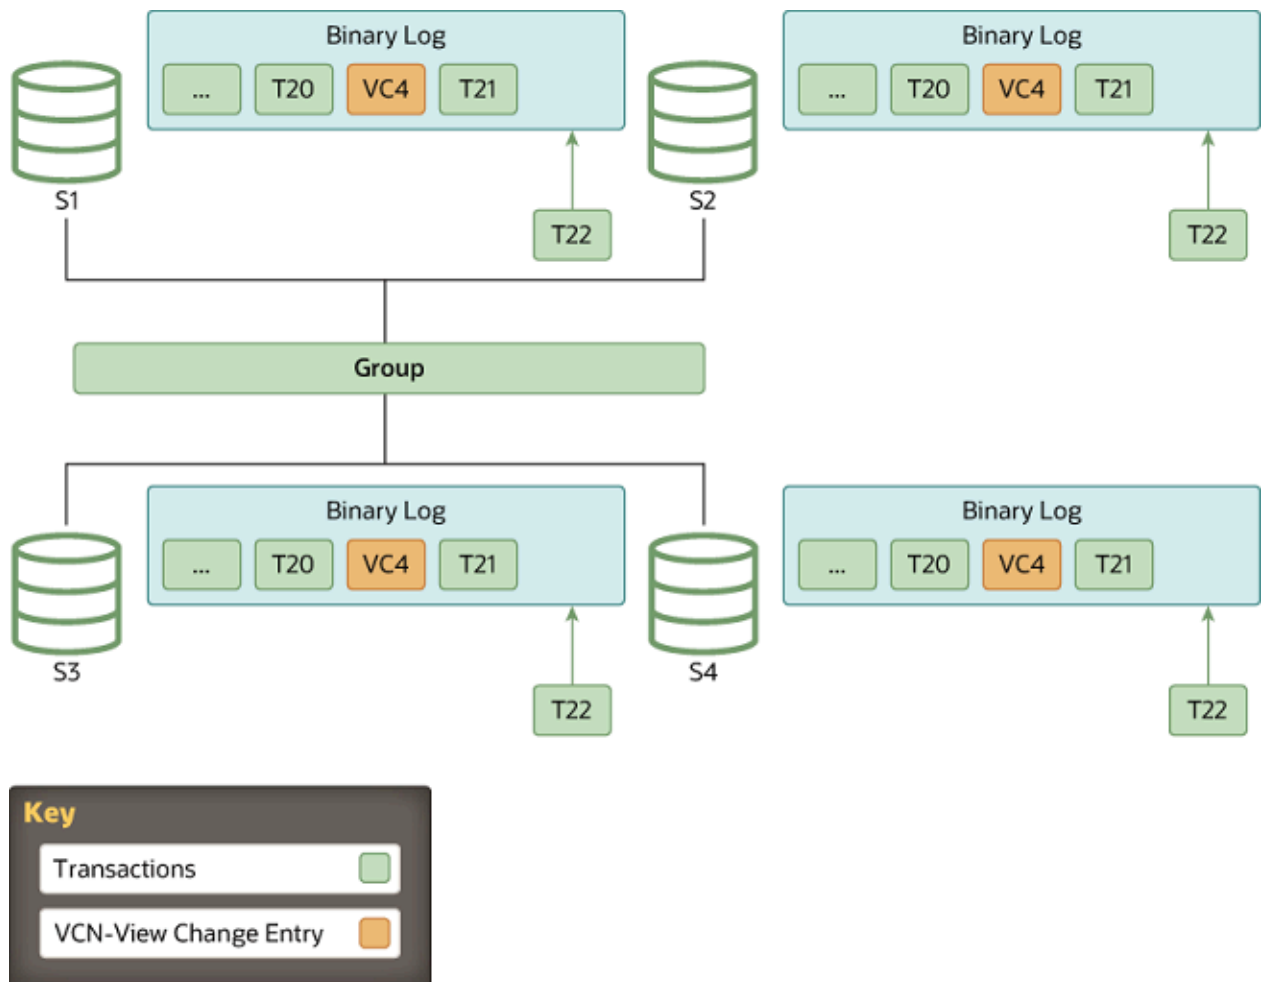 Binary Log
... T20 VC4 T21
S1
T22
Binary Log
... T20 VC4 T21
S2
T22
Group
Binary Log
... T20 VC4 T21
S3
T22
Binary Log
... T20 VC4 T21
S4
T22
Key
Transactions
VCN-View Change Entry